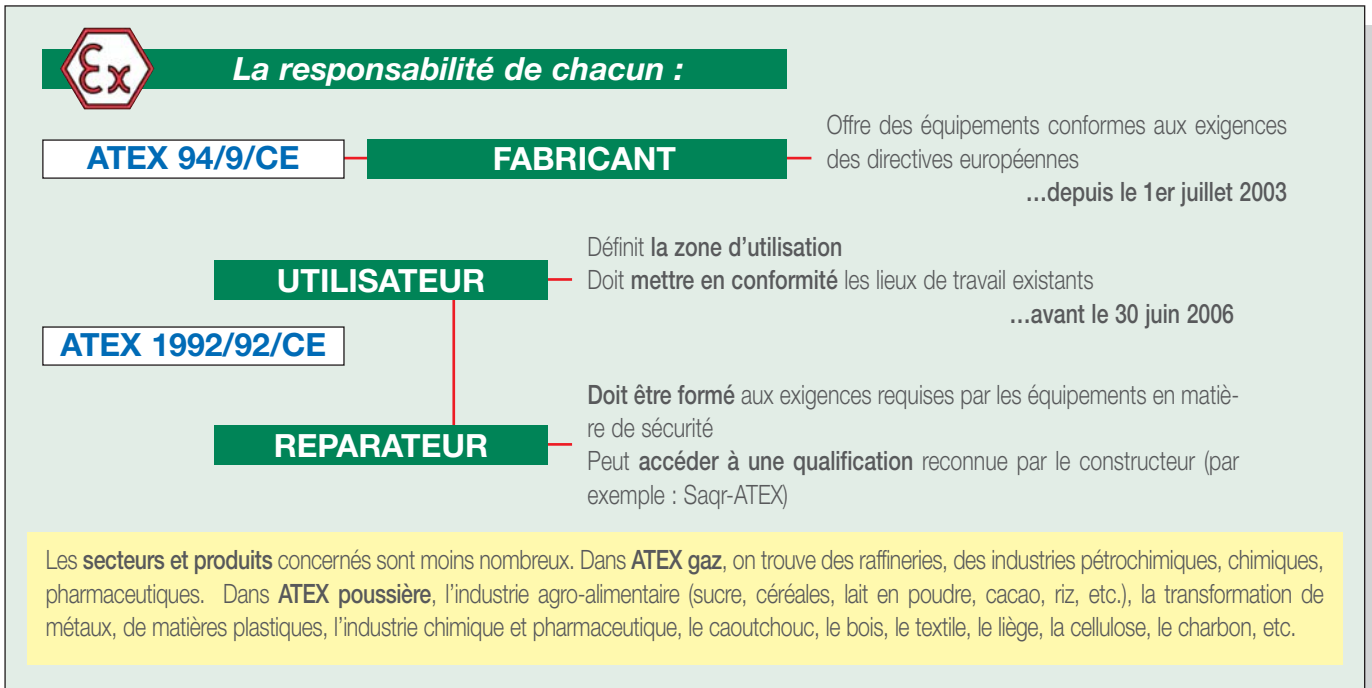 Ex
La responsabilité de chacun :
ATEX 94/9/CE
FABRICANT
Offre des équipements conformes aux exigences
des directives européennes
...depuis le 1er juillet 2003
UTILISATEUR
Définit la zone d'utilisation
Doit mettre en conformité les lieux de travail existants
...avant le 30 juin 2006
ATEX 1992/92/CE
REPARATEUR
Doit être formé aux exigences requises par les équipements en matiè-
re de sécurité
Peut accéder à une qualification reconnue par le constructeur (par
exemple : Saqr-ATEX)
Les secteurs et produits concernés sont moins nombreux. Dans ATEX gaz, on trouve des raffineries, des industries pétrochimiques, chimiques,
pharmaceutiques. Dans ATEX poussière, l'industrie agro-alimentaire (sucre, céréales, lait en poudre, cacao, riz, etc.), la transformation de
métaux, de matières plastiques, l'industrie chimique et pharmaceutique, le caoutchouc, le bois, le textile, le liège, la cellulose, le charbon, etc.